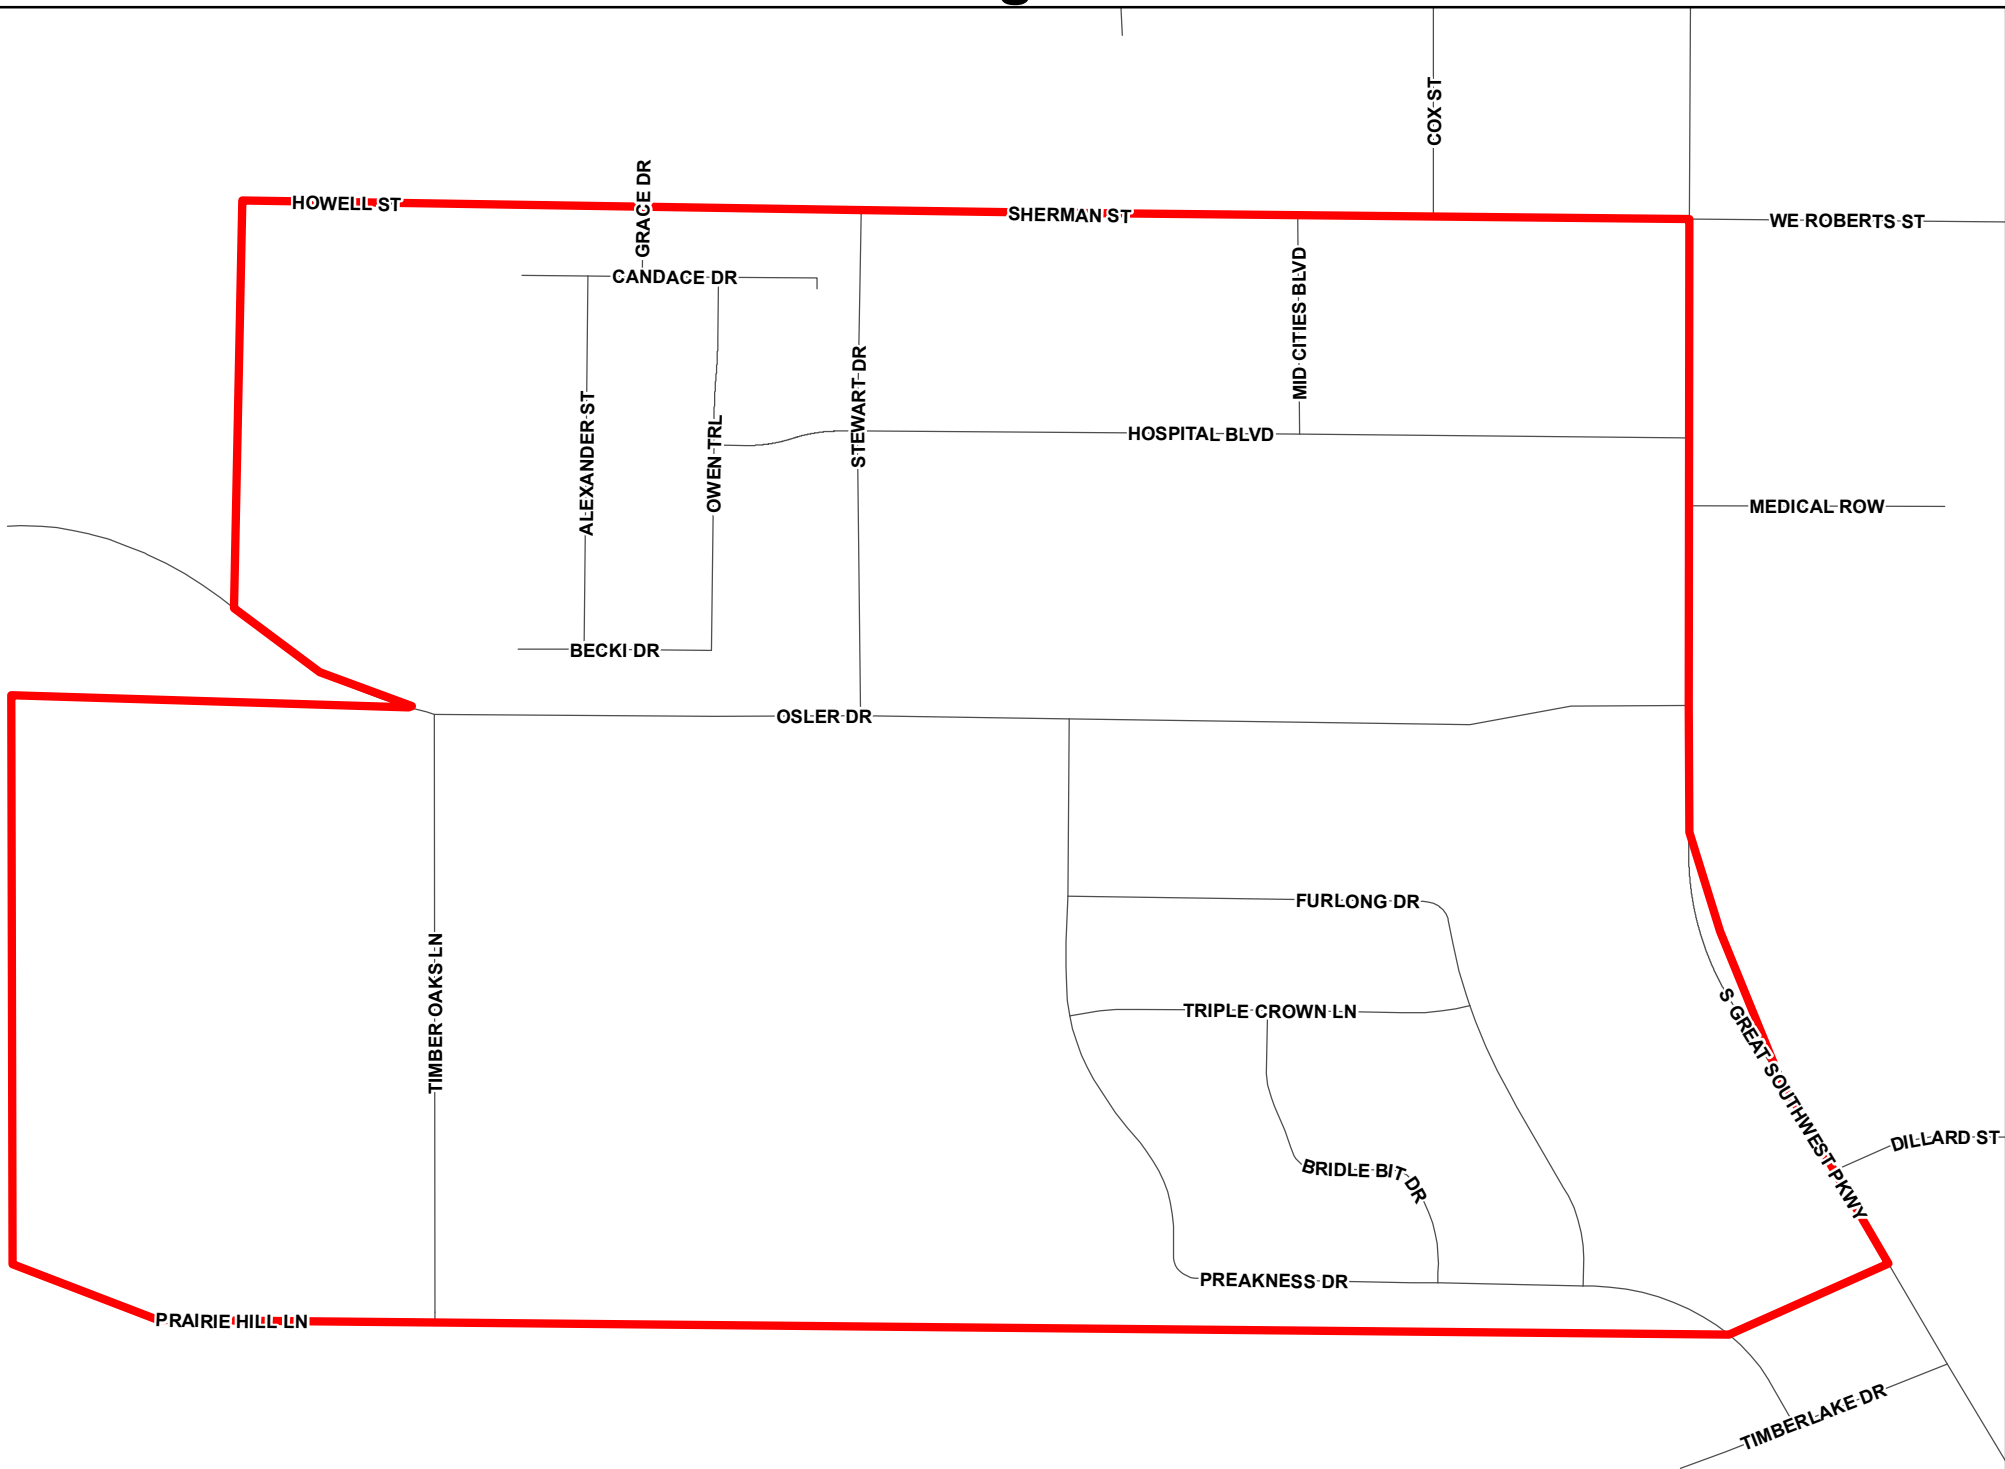 COX ST
GRACE DR
HOWELL ST
SHERMAN ST
WE ROBERTS ST
CANDACE DR
MID CITIES BLVD
STEWART DR
ALEXANDER ST
OWEN TRL
HOSPITAL BLVD
MEDICAL ROW
BECKI DR
OSLER DR
FURLONG DR
TIMBER OAKS LN
TRIPLE CROWN LN
S GREAT SOUTHWEST PKWY
DILLARD ST
BRIDLE BIT DR
PREAKNESS DR
PRAIRIE HILL LN
TIMBERLAKE DR